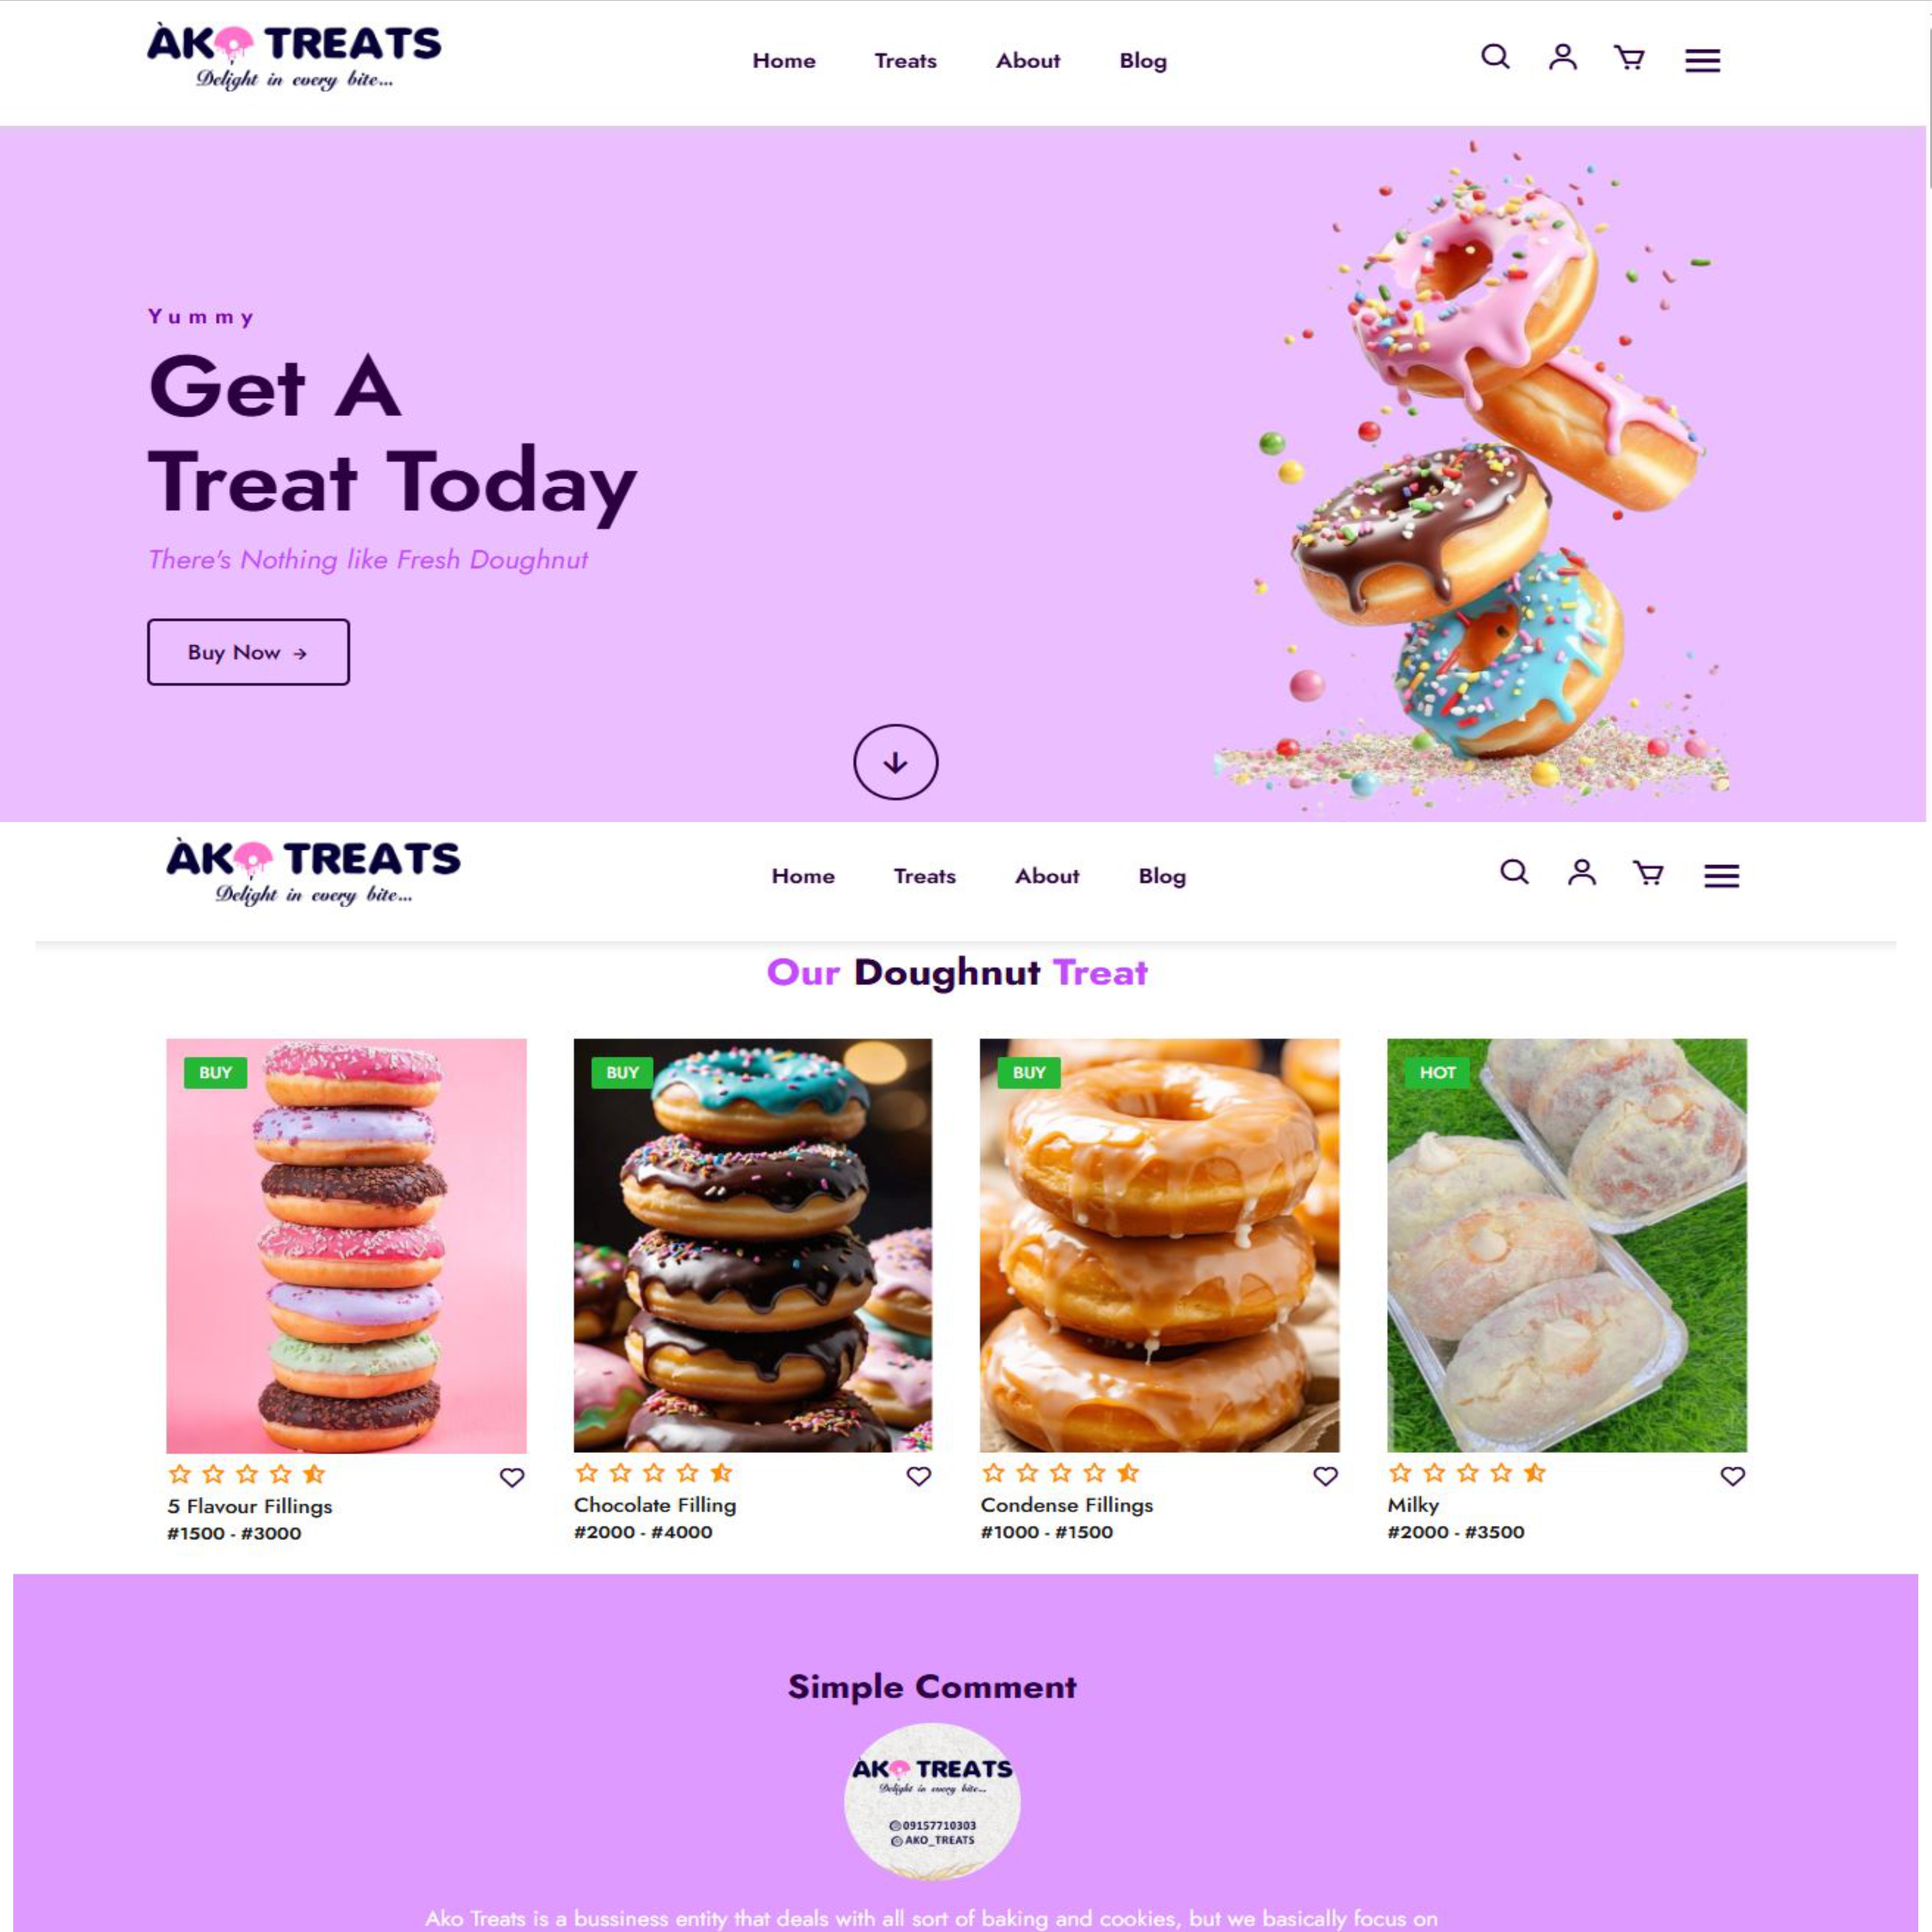 ÀKO TREATS
Delight in every bite...
Home Treats About Blog
Yummy
Get A
Treat Today
There's Nothing like Fresh Doughnut
Buy Now →
ÀKO TREATS
Delight in every bite...
Home Treats About Blog
Our Doughnut Treat
BUY BUY BUY HOT
5 Flavour Fillings
#1500 - #3000
Chocolate Filling
#2000 - #4000
Condense Fillings
#1000 - #1500
Milky
#2000 - #3500
Simple Comment
ÀKO TREATS
Delight in every bite...
09157710303
AKO_TREATS
Ako Treats is a bussiness entity that deals with all sort of baking and cookies, but we basically focus on